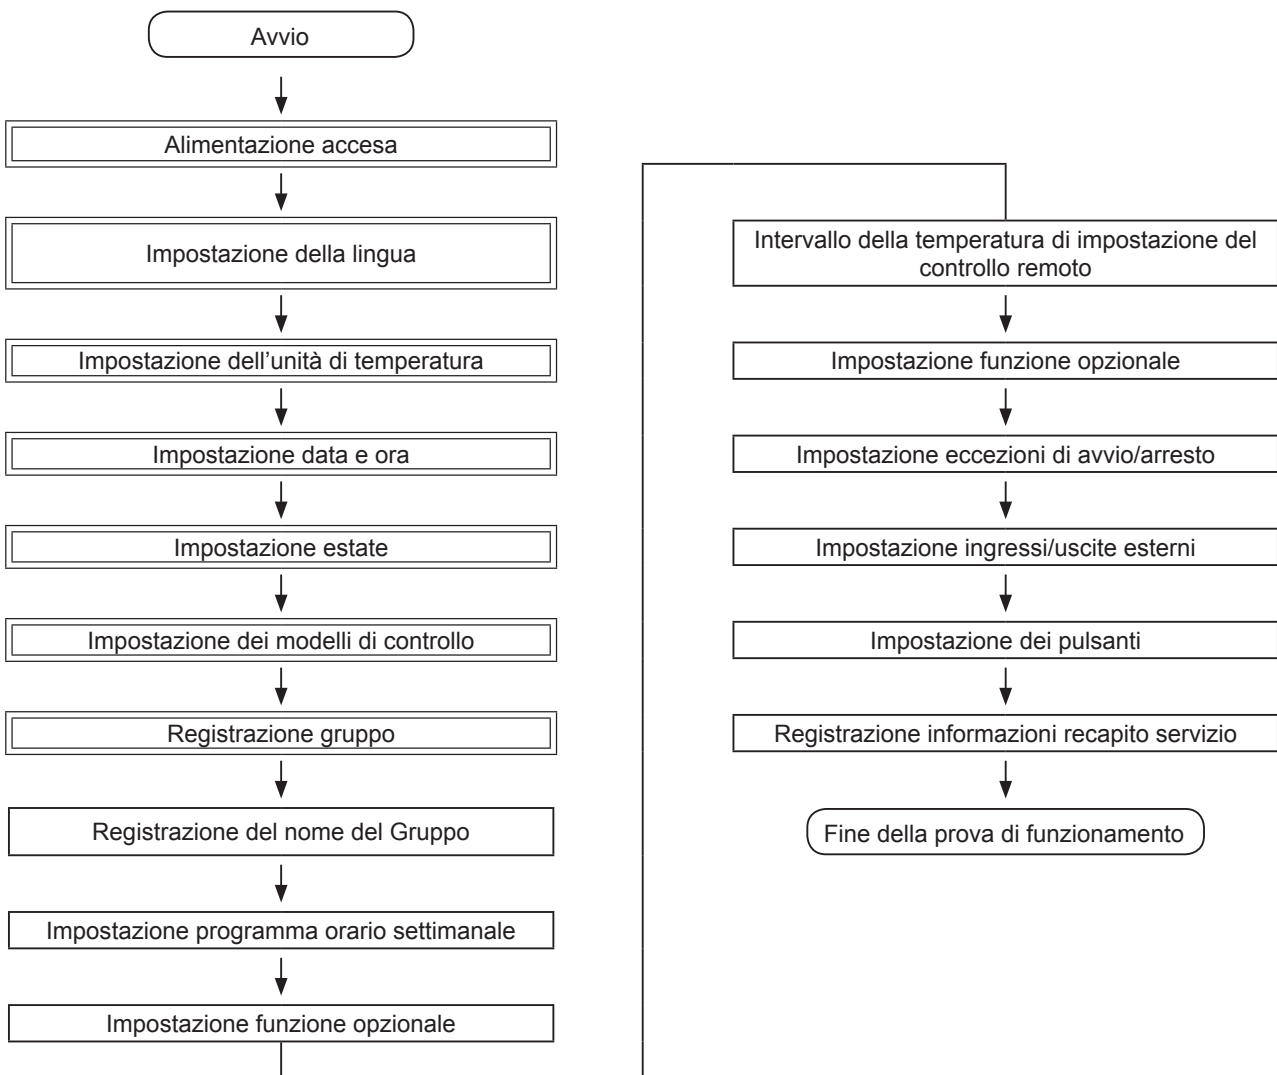 Avvio
Alimentazione accesa
Impostazione della lingua
Impostazione dell’unità di temperatura
Impostazione data e ora
Impostazione estate
Impostazione dei modelli di controllo
Registrazione gruppo
Registrazione del nome del Gruppo
Impostazione programma orario settimanale
Impostazione funzione opzionale
Intervallo della temperatura di impostazione del
controllo remoto
Impostazione funzione opzionale
Impostazione eccezioni di avvio/arresto
Impostazione ingressi/uscite esterni
Impostazione dei pulsanti
Registrazione informazioni recapito servizio
Fine della prova di funzionamento